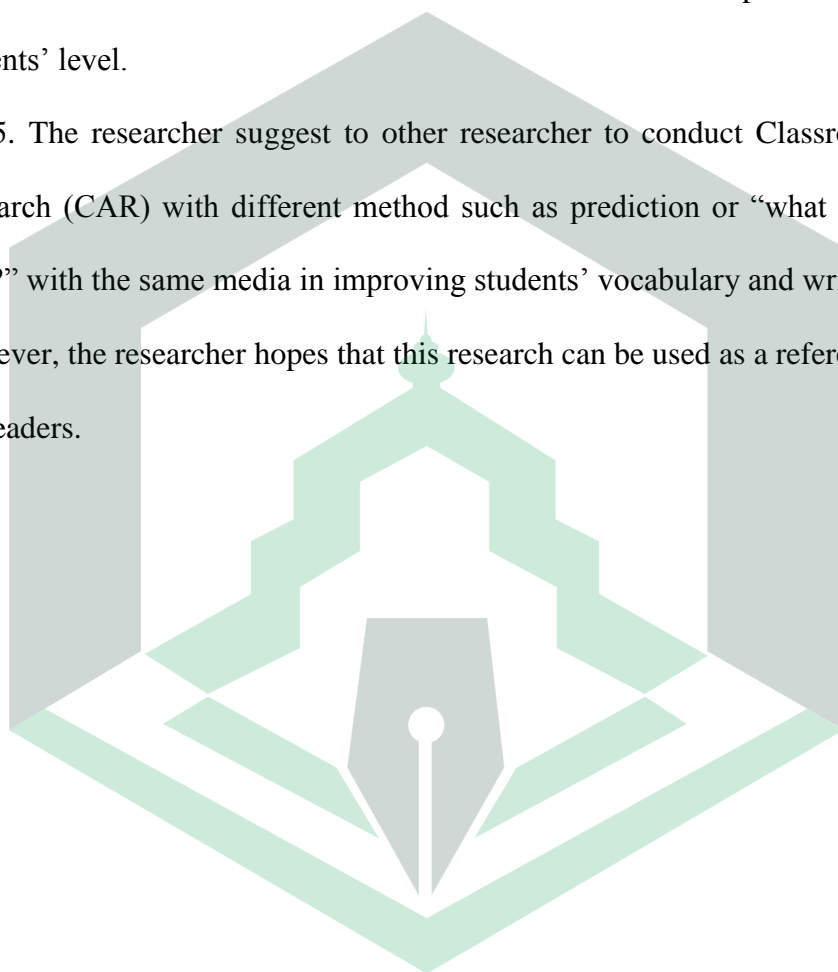 ents’ level.
5. The researcher suggest to other researcher to conduct Classro
arch (CAR) with different method such as prediction or “what
?” with the same media in improving students’ vocabulary and wri
ever, the researcher hopes that this research can be used as a refere
eaders.